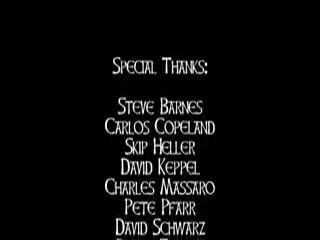 SPECIAL THANKS:
STEVE BARNES
CARLOS COPELAND
SKIP HELLER
DAVID KEPPEL
CHARLES MASSARO
PETE PFARR
DAVID SCHWARZ